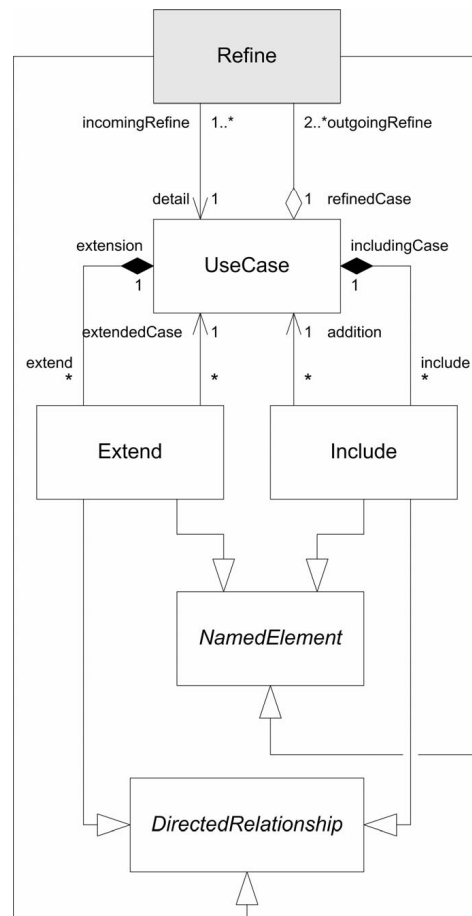 Refine
incomingRefine 1..* 2..*outgoingRefine
detail 1 1 refinedCase
extension includingCase
UseCase
1 1
extendedCase 1 1 addition
extend include
* * * *
Extend Include
NamedElement
DirectedRelationship